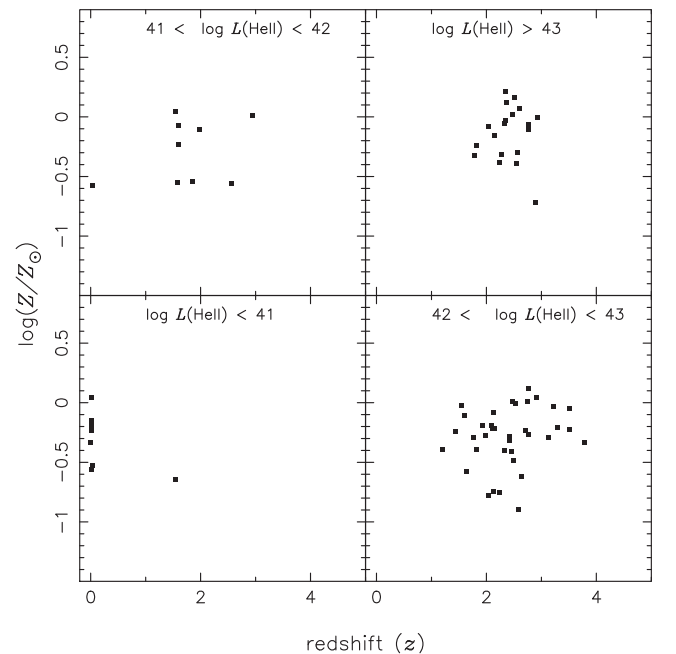 41 < log L(HeII) < 42
log L(HeII) > 43
0.5
0
−0.5
−1
log L(HeII) < 41
42 < log L(HeII) < 43
0.5
0
−0.5
−1
log(Z/Z⊙)
0 2 4
0 2 4
redshift (z)